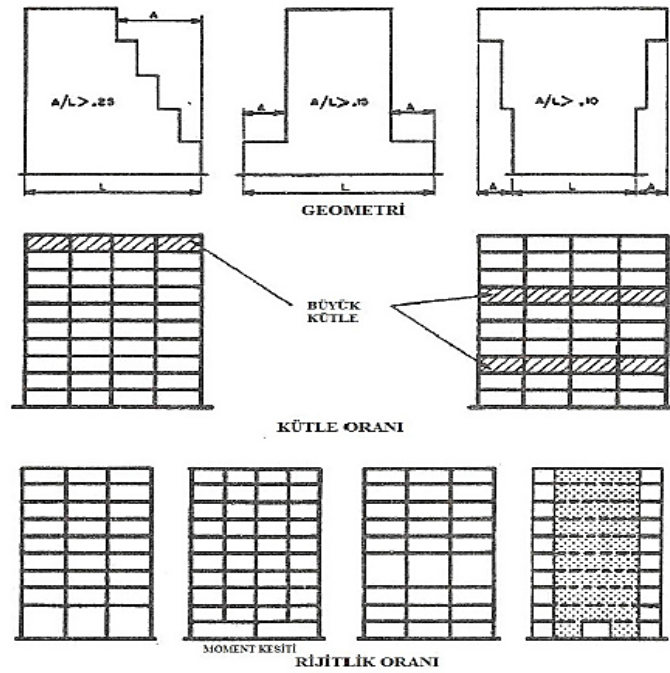 A
A/L>.25
L
A
A/L>.15
A
L
A/L>.10
A
L
A
GEOMETRİ
BÜYÜK
KÜTLE
KÜTLE ORANI
MOMENT KESİTİ
RİJİTLİK ORANI